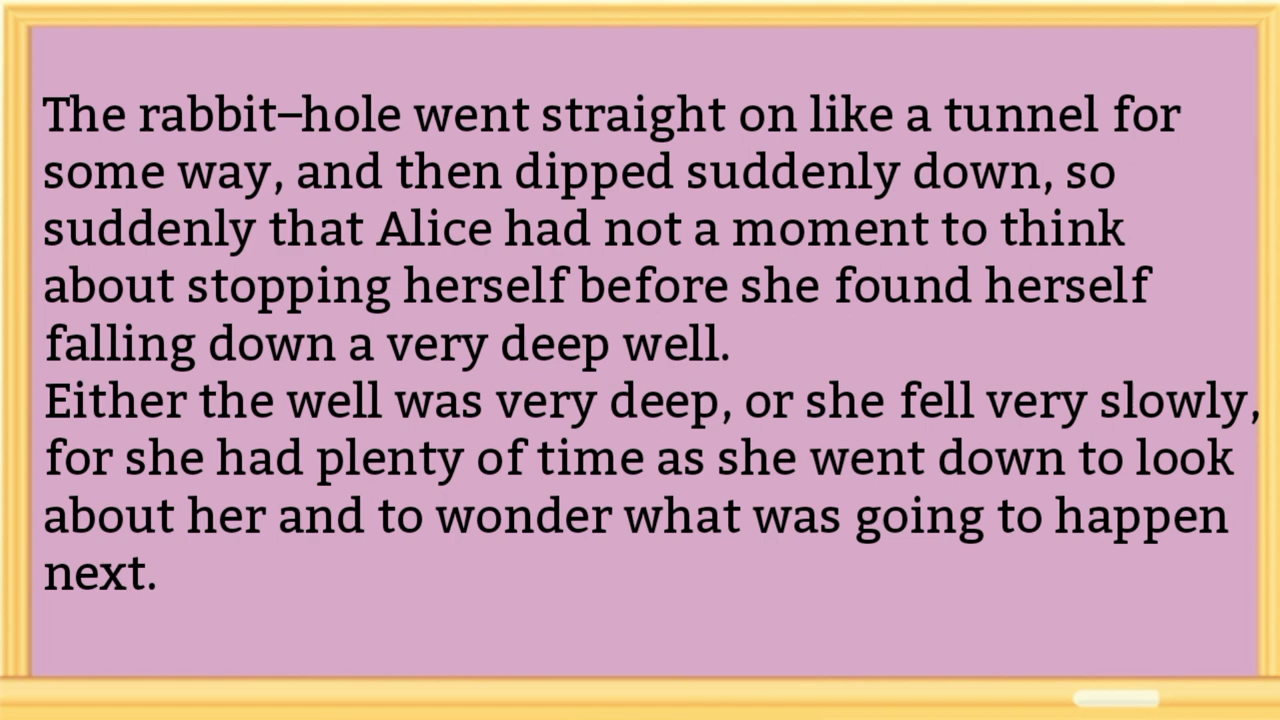 The rabbit–hole went straight on like a tunnel for
some way, and then dipped suddenly down, so
suddenly that Alice had not a moment to think
about stopping herself before she found herself
falling down a very deep well.
Either the well was very deep, or she fell very slowly,
for she had plenty of time as she went down to look
about her and to wonder what was going to happen
next.